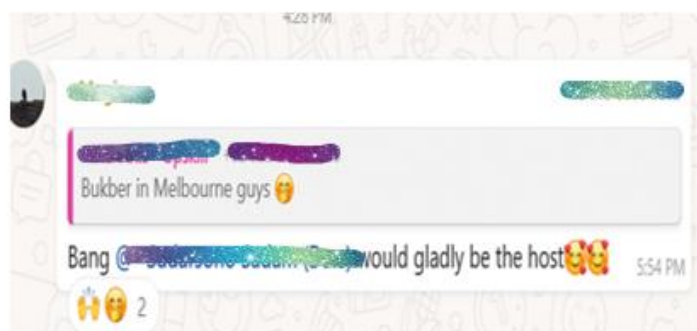 4:28 PM
Bukber in Melbourne guys 🤭
Bang @ would gladly be the host🥰🥰
5:54 PM
🙌🤭 2